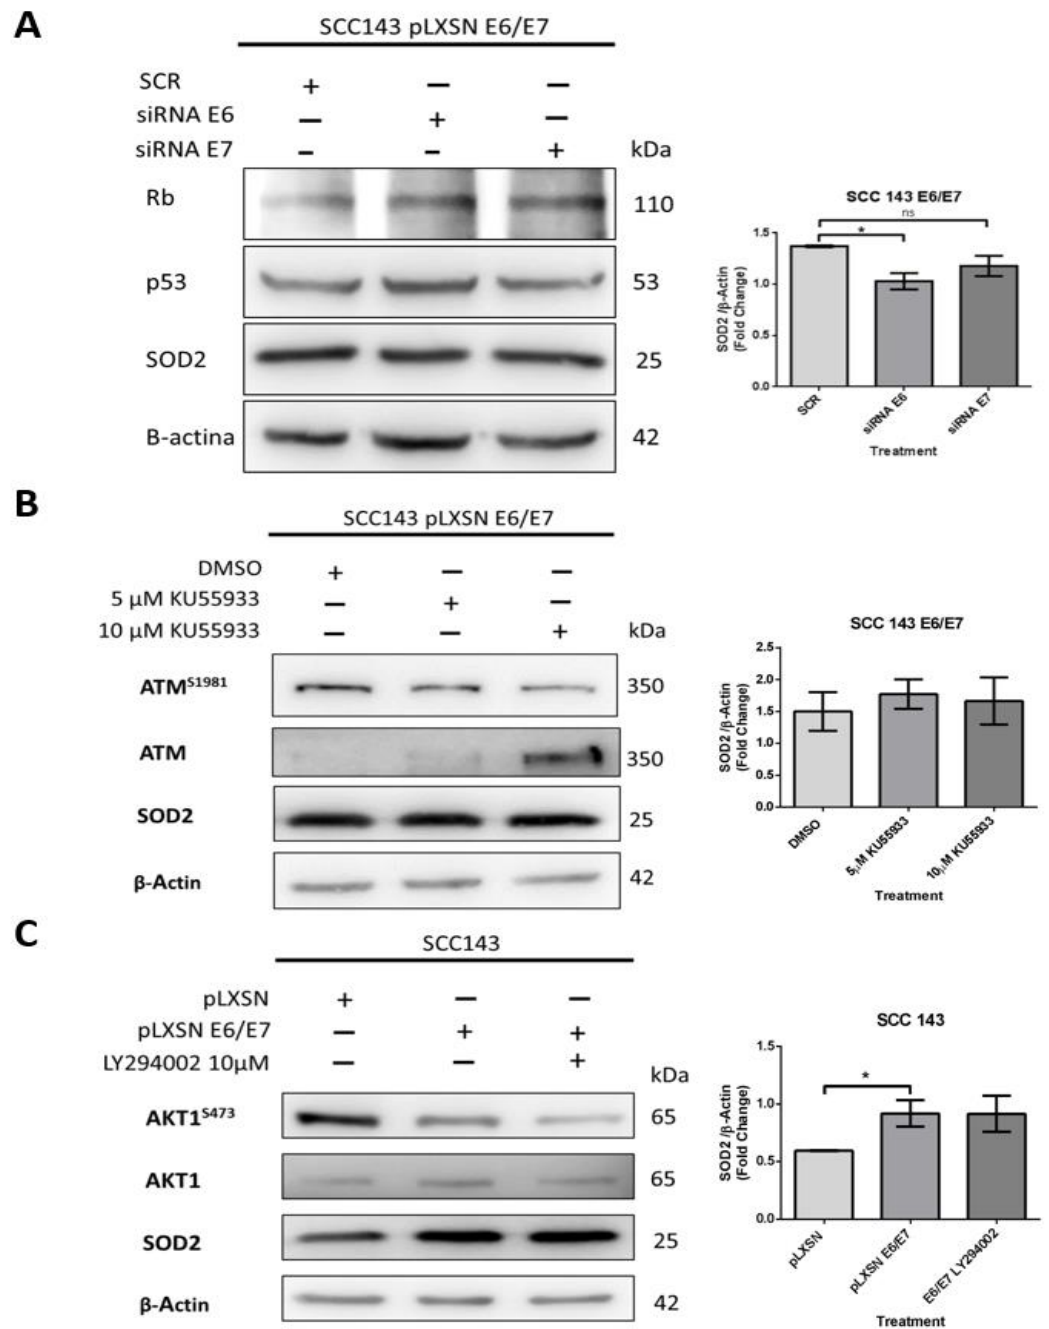 A
SCC143 pLXSN E6/E7
SCR + – –
siRNA E6 – + –
siRNA E7 – – + kDa
Rb 110
p53 53
SOD2 25
B-actina 42
SCC 143 E6/E7
ns
*
SOD2 /β-Actin
(Fold Change)
1.5
1.0
0.5
0.0
SCR
siRNA E6
siRNA E7
Treatment
B
SCC143 pLXSN E6/E7
DMSO + – –
5 µM KU55933 – + –
10 µM KU55933 – – + kDa
ATM^S1981 350
ATM 350
SOD2 25
β-Actin 42
SCC 143 E6/E7
SOD2 /β-Actin
(Fold Change)
2.5
2.0
1.5
1.0
0.5
0.0
DMSO
5µM KU55933
10µM KU55933
Treatment
C
SCC143
pLXSN + – –
pLXSN E6/E7 – + +
LY294002 10µM – – +
kDa
AKT1^S473 65
AKT1 65
SOD2 25
β-Actin 42
SCC 143
*
SOD2 /β-Actin
(Fold Change)
1.5
1.0
0.5
0.0
pLXSN
pLXSN E6/E7
E6/E7 LY294002
Treatment